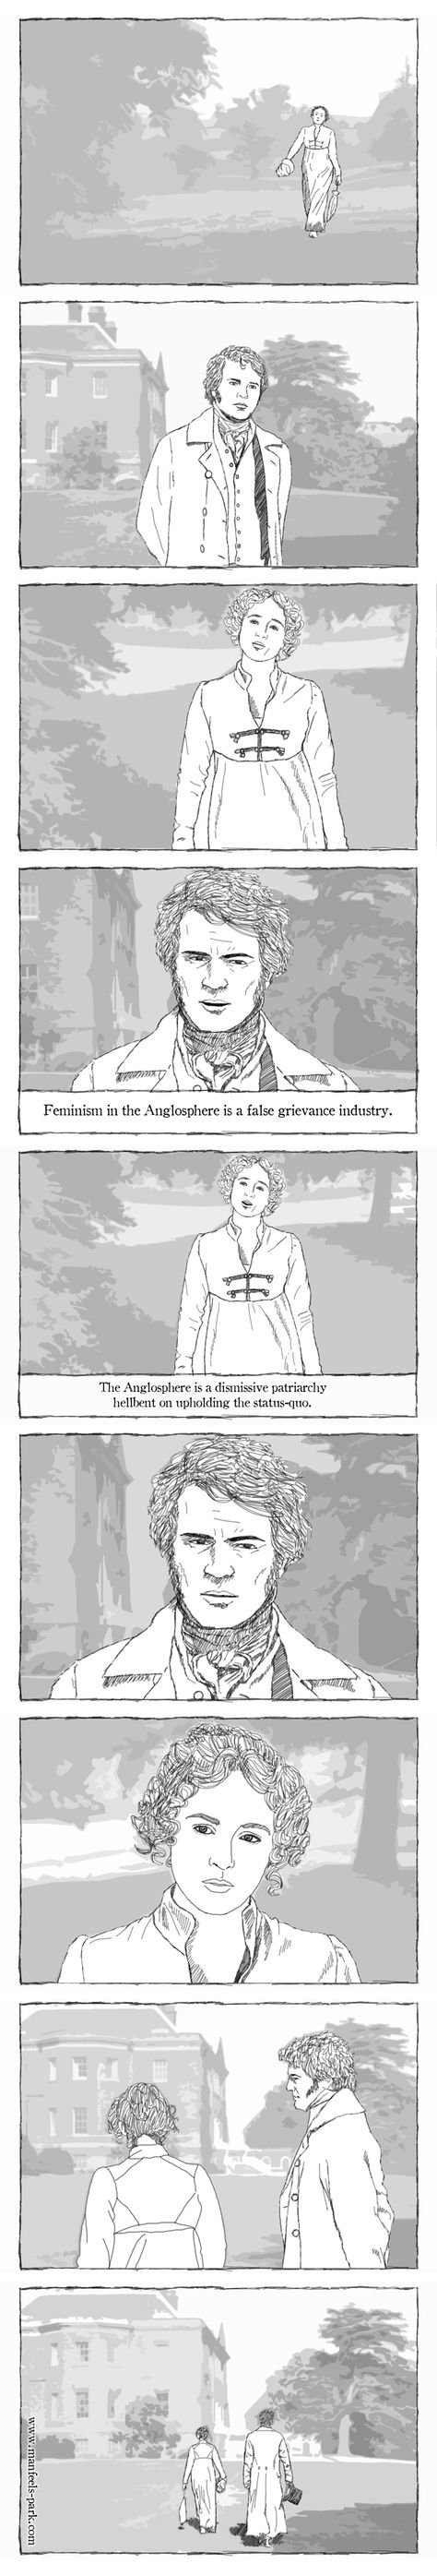 Feminism in the Anglosphere is a false grievance industry.
The Anglosphere is a dismissive patriarchy
hellbent on upholding the status-quo.
www.manfeels-park.com